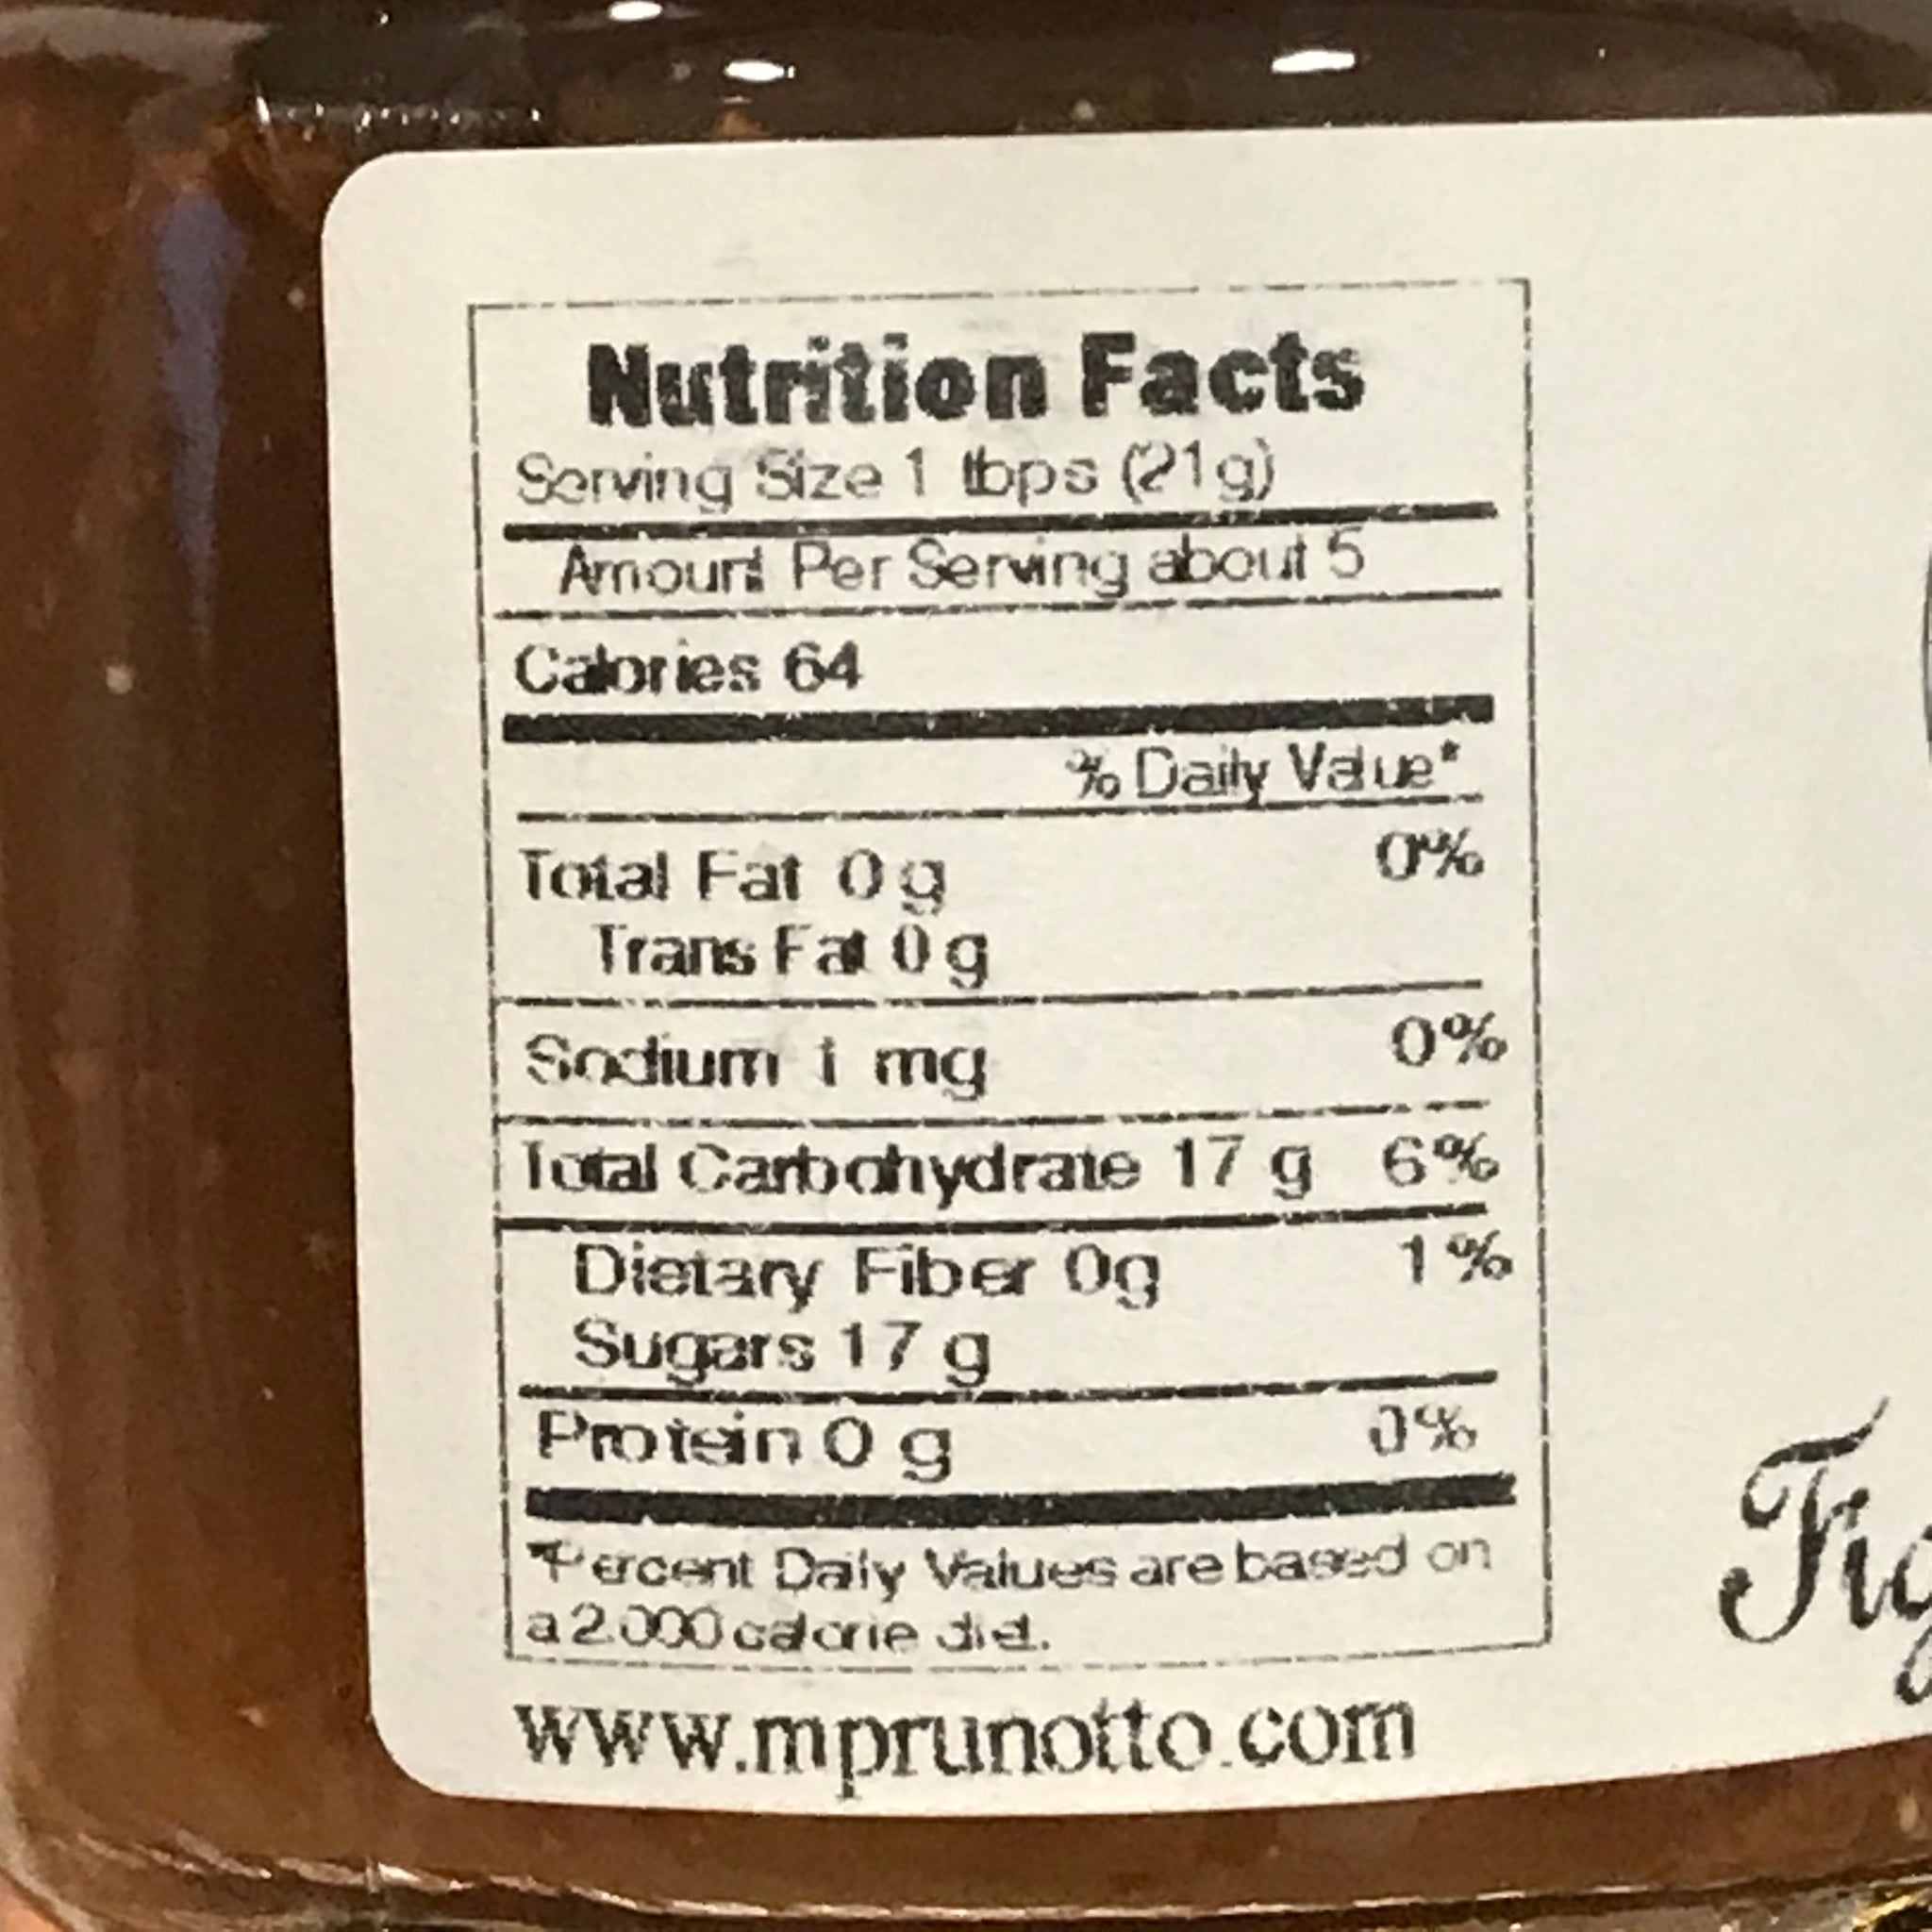 Nutrition Facts
Serving Size 1 tbps (21g)
Amount Per Serving about 5
Calories 64
% Daily Value*
Total Fat 0 g 0%
Trans Fat 0 g
Sodium 1 mg 0%
Total Carbohydrate 17 g 6%
Dietary Fiber 0g 1%
Sugars 17 g
Protein 0 g 0%
*Percent Daily Values are based on
a 2.000 calorie diet.
www.mprunotto.com
Fig